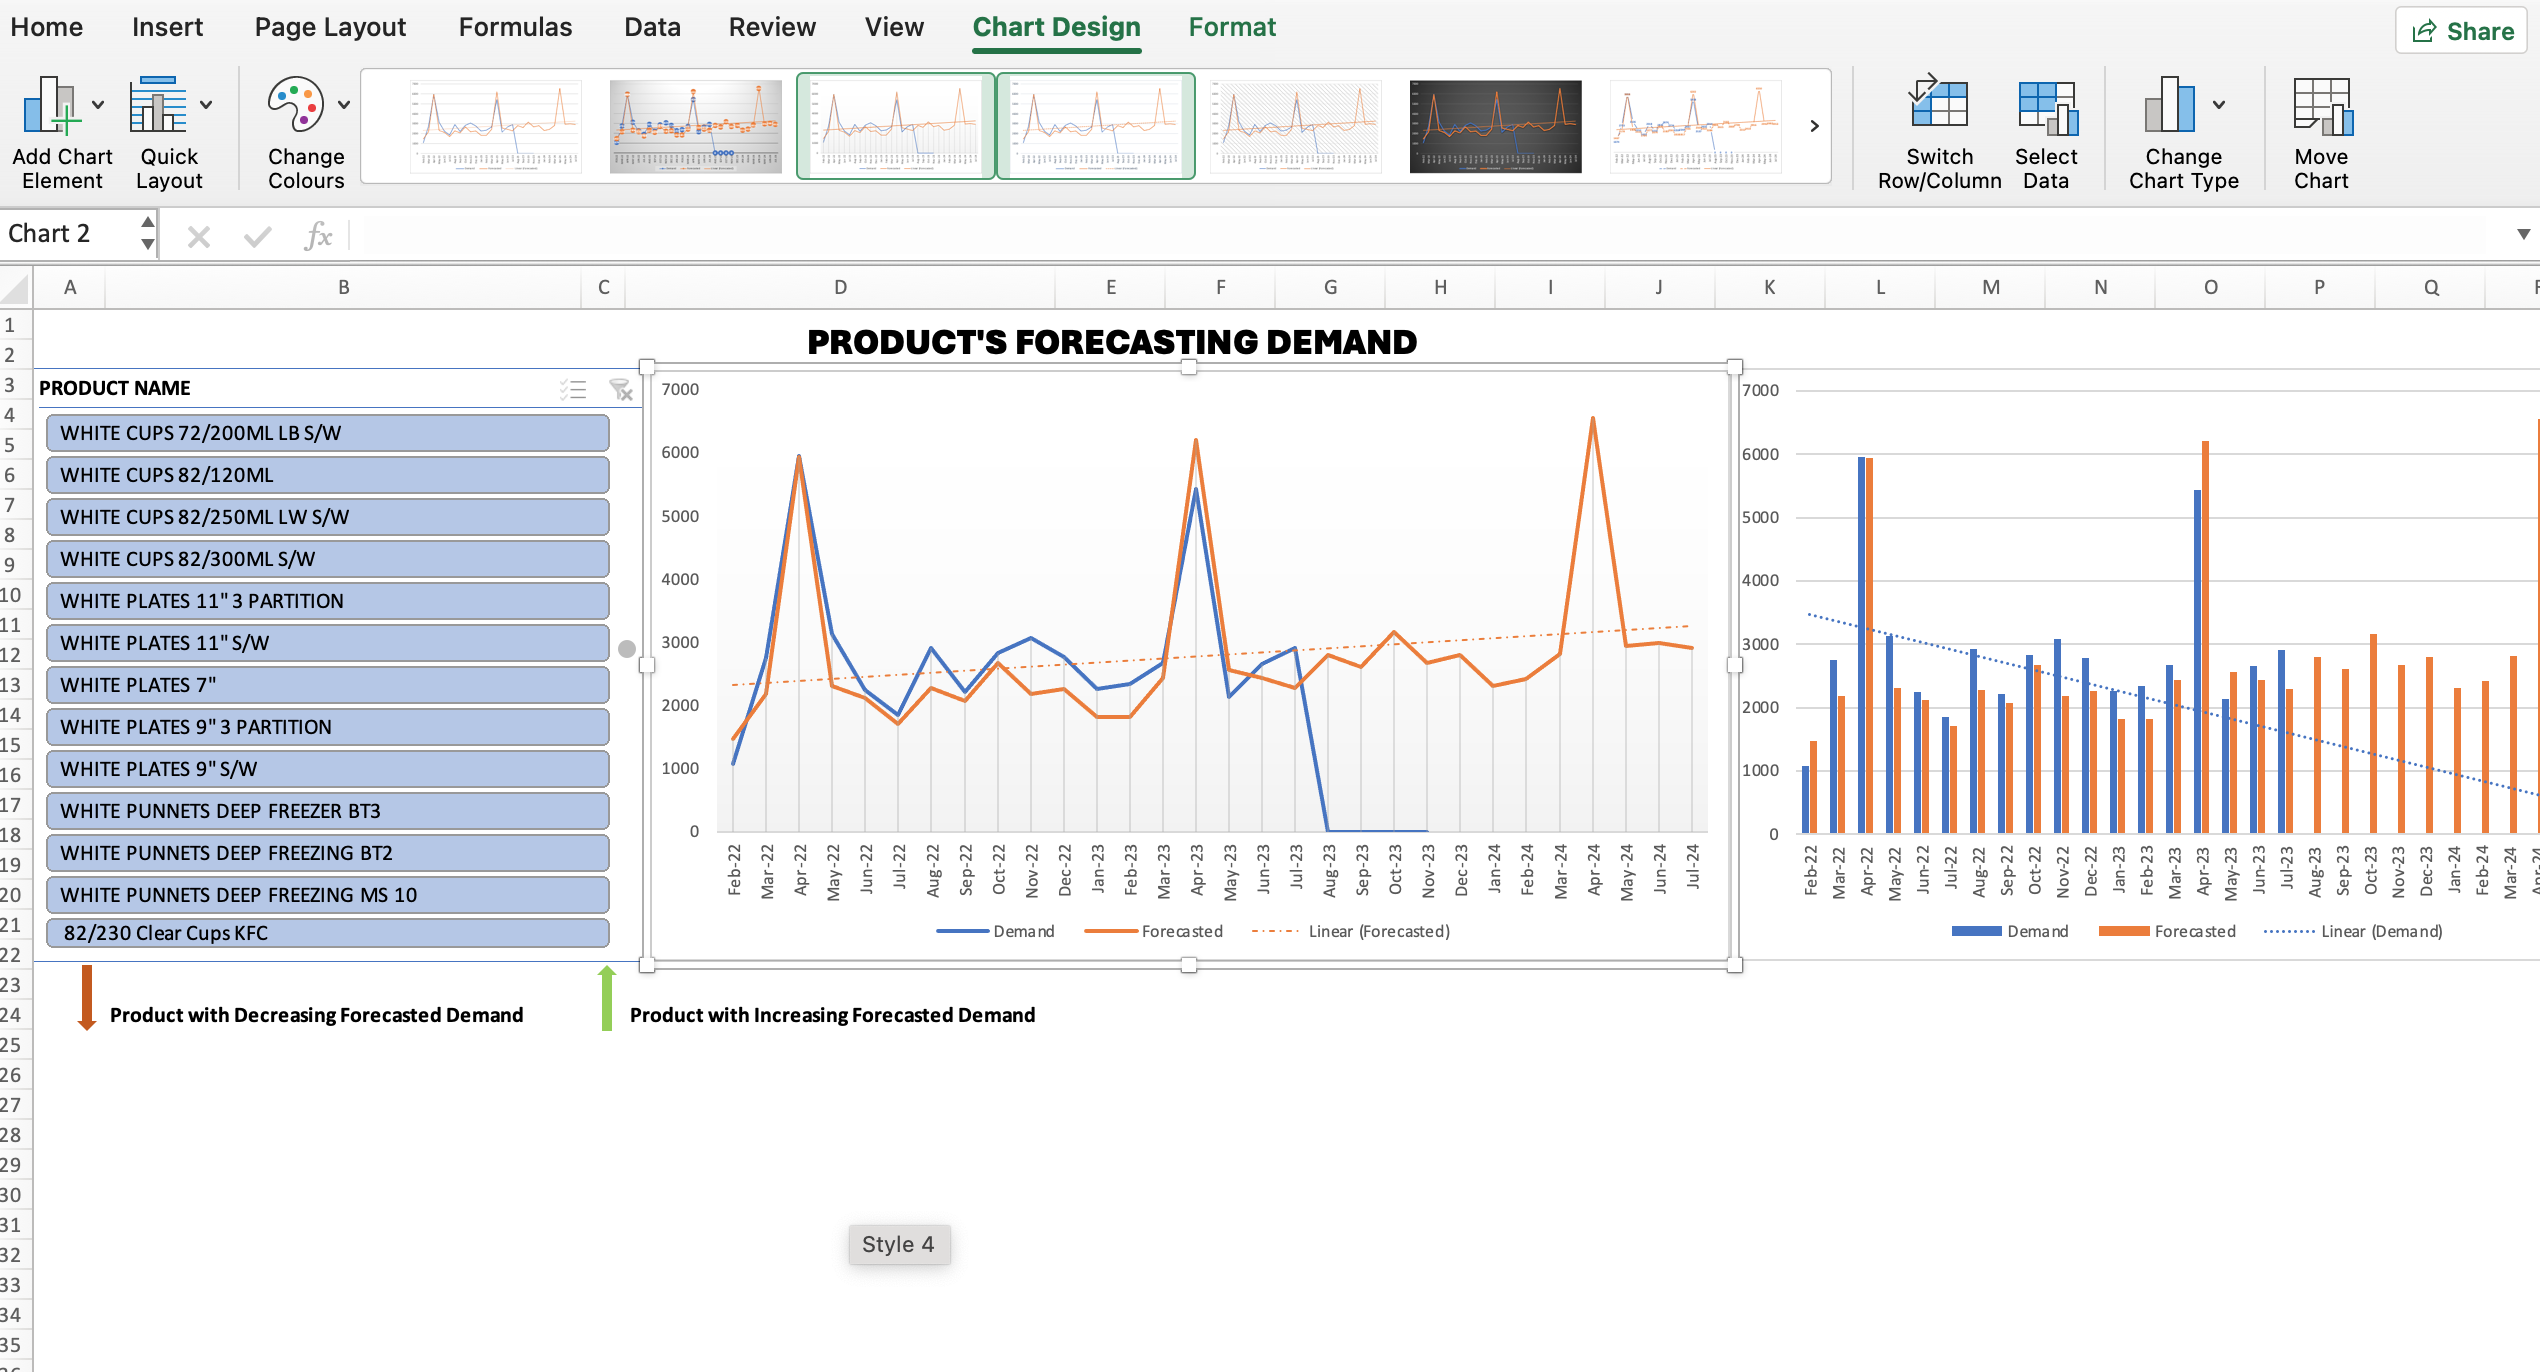 Home Insert Page Layout Formulas Data Review View Chart Design Format Share
Add Chart Element
Quick Layout
Change Colours
Switch Row/Column
Select Data
Change Chart Type
Move Chart
Chart 2 fx
A B C D E F G H I J K L M N O P Q
1
2
3
4
5
6
7
8
9
10
11
12
13
14
15
16
17
18
19
20
21
22
23
24
25
26
27
28
29
30
31
32
33
34
35
PRODUCT'S FORECASTING DEMAND
PRODUCT NAME
WHITE CUPS 72/200ML LB S/W
WHITE CUPS 82/120ML
WHITE CUPS 82/250ML LW S/W
WHITE CUPS 82/300ML S/W
WHITE PLATES 11" 3 PARTITION
WHITE PLATES 11" S/W
WHITE PLATES 7"
WHITE PLATES 9" 3 PARTITION
WHITE PLATES 9" S/W
WHITE PUNNETS DEEP FREEZER BT3
WHITE PUNNETS DEEP FREEZING BT2
WHITE PUNNETS DEEP FREEZING MS 10
82/230 Clear Cups KFC
7000
6000
5000
4000
3000
2000
1000
0
Feb-22 Mar-22 Apr-22 May-22 Jun-22 Jul-22 Aug-22 Sep-22 Oct-22 Nov-22 Dec-22 Jan-23 Feb-23 Mar-23 Apr-23 May-23 Jun-23 Jul-23 Aug-23 Sep-23 Oct-23 Nov-23 Dec-23 Jan-24 Feb-24 Mar-24 Apr-24 May-24 Jun-24 Jul-24
Demand Forecasted Linear (Forecasted)
7000
6000
5000
4000
3000
2000
1000
0
Feb-22 Mar-22 Apr-22 May-22 Jun-22 Jul-22 Aug-22 Sep-22 Oct-22 Nov-22 Dec-22 Jan-23 Feb-23 Mar-23 Apr-23 May-23 Jun-23 Jul-23 Aug-23 Sep-23 Oct-23 Nov-23 Dec-23 Jan-24 Feb-24 Mar-24
Demand Forecasted Linear (Demand)
Product with Decreasing Forecasted Demand
Product with Increasing Forecasted Demand
Style 4